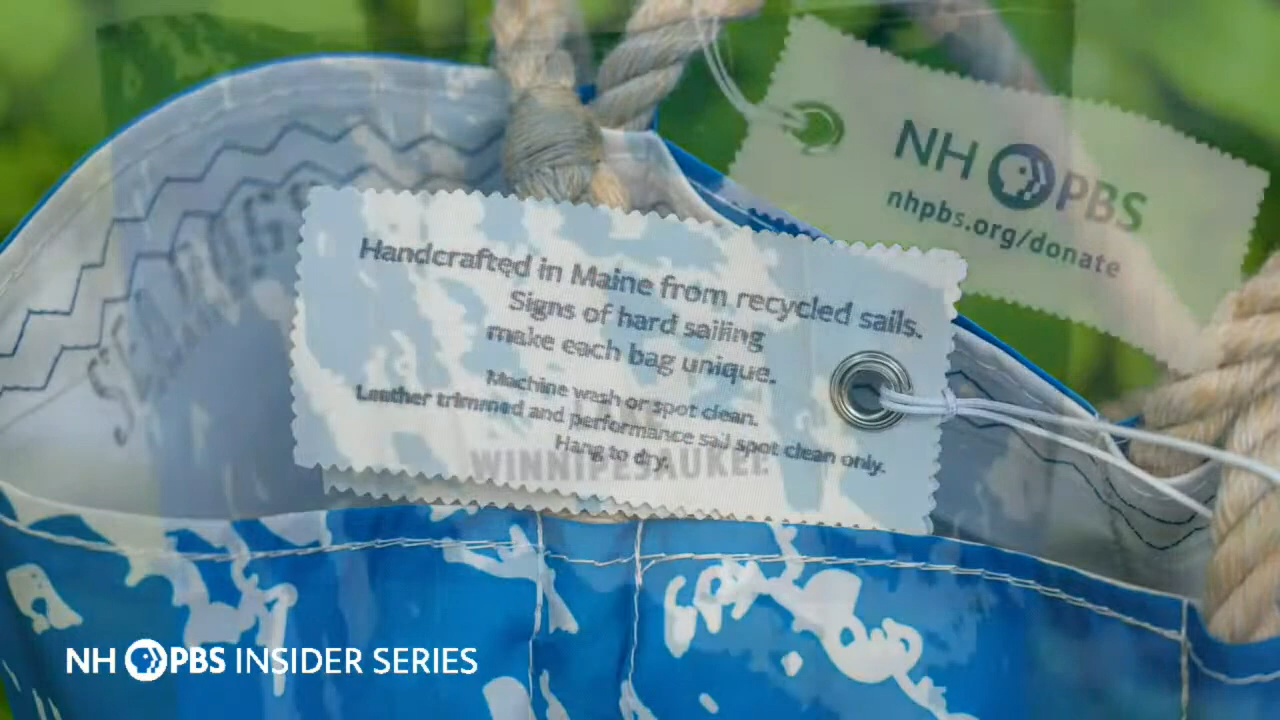 NH PBS
nhpbs.org/donate
SEA BAGS
Handcrafted in Maine from recycled sails.
Signs of hard sailing
make each bag unique.
Machine wash or spot clean.
Leather trimmed and performance sail spot clean only.
Hang to dry.
WINNIPESAUKEE
NH PBS INSIDER SERIES